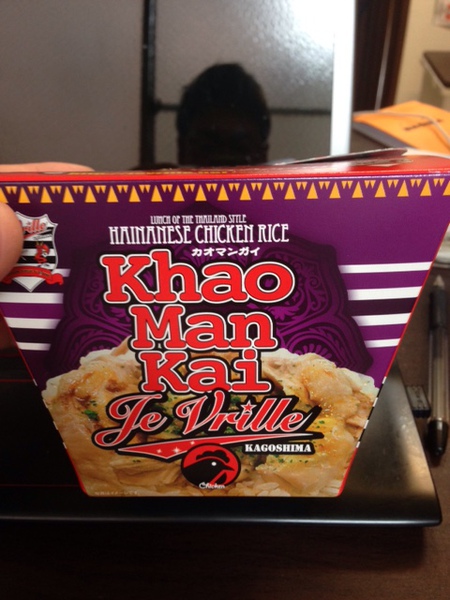 LUNCH OF THE THAILAND STYLE
HAINANESE CHICKEN RICE
カオマンガイ
Khao
Man
Kai
Je Vrille
KAGOSHIMA
Chicken